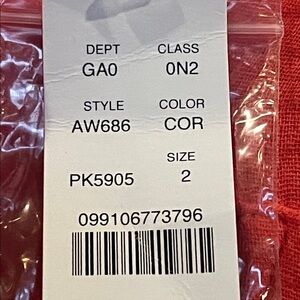 DEPT CLASS
GA0 0N2
STYLE COLOR
AW686 COR
SIZE
PK5905 2
099106773796